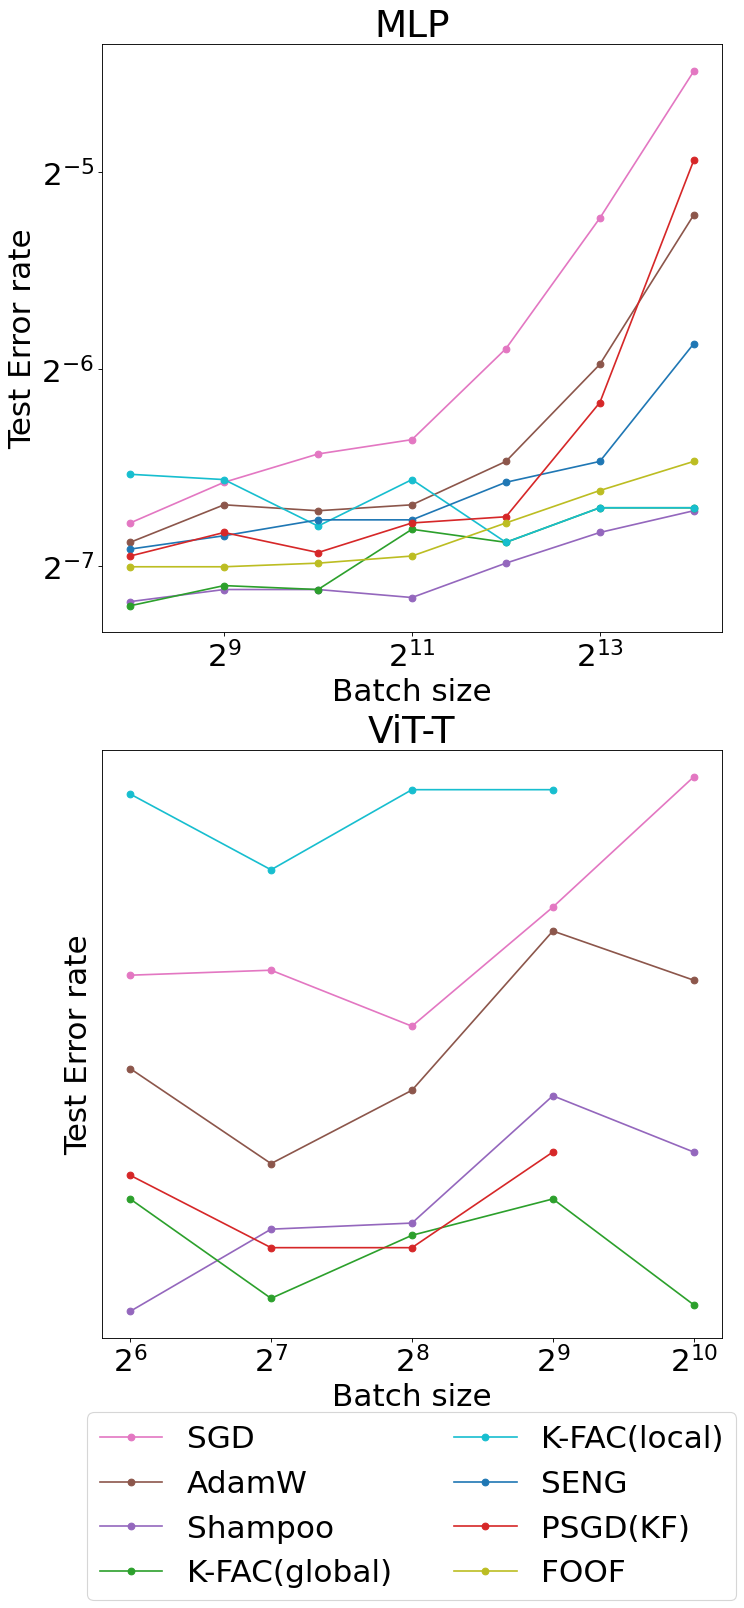 MLP
Test Error rate
2^{-5}
2^{-6}
2^{-7}
2^{9}
2^{11}
2^{13}
Batch size
ViT-T
Test Error rate
2^{6}
2^{7}
2^{8}
2^{9}
2^{10}
Batch size
SGD
AdamW
Shampoo
K-FAC(global)
K-FAC(local)
SENG
PSGD(KF)
FOOF